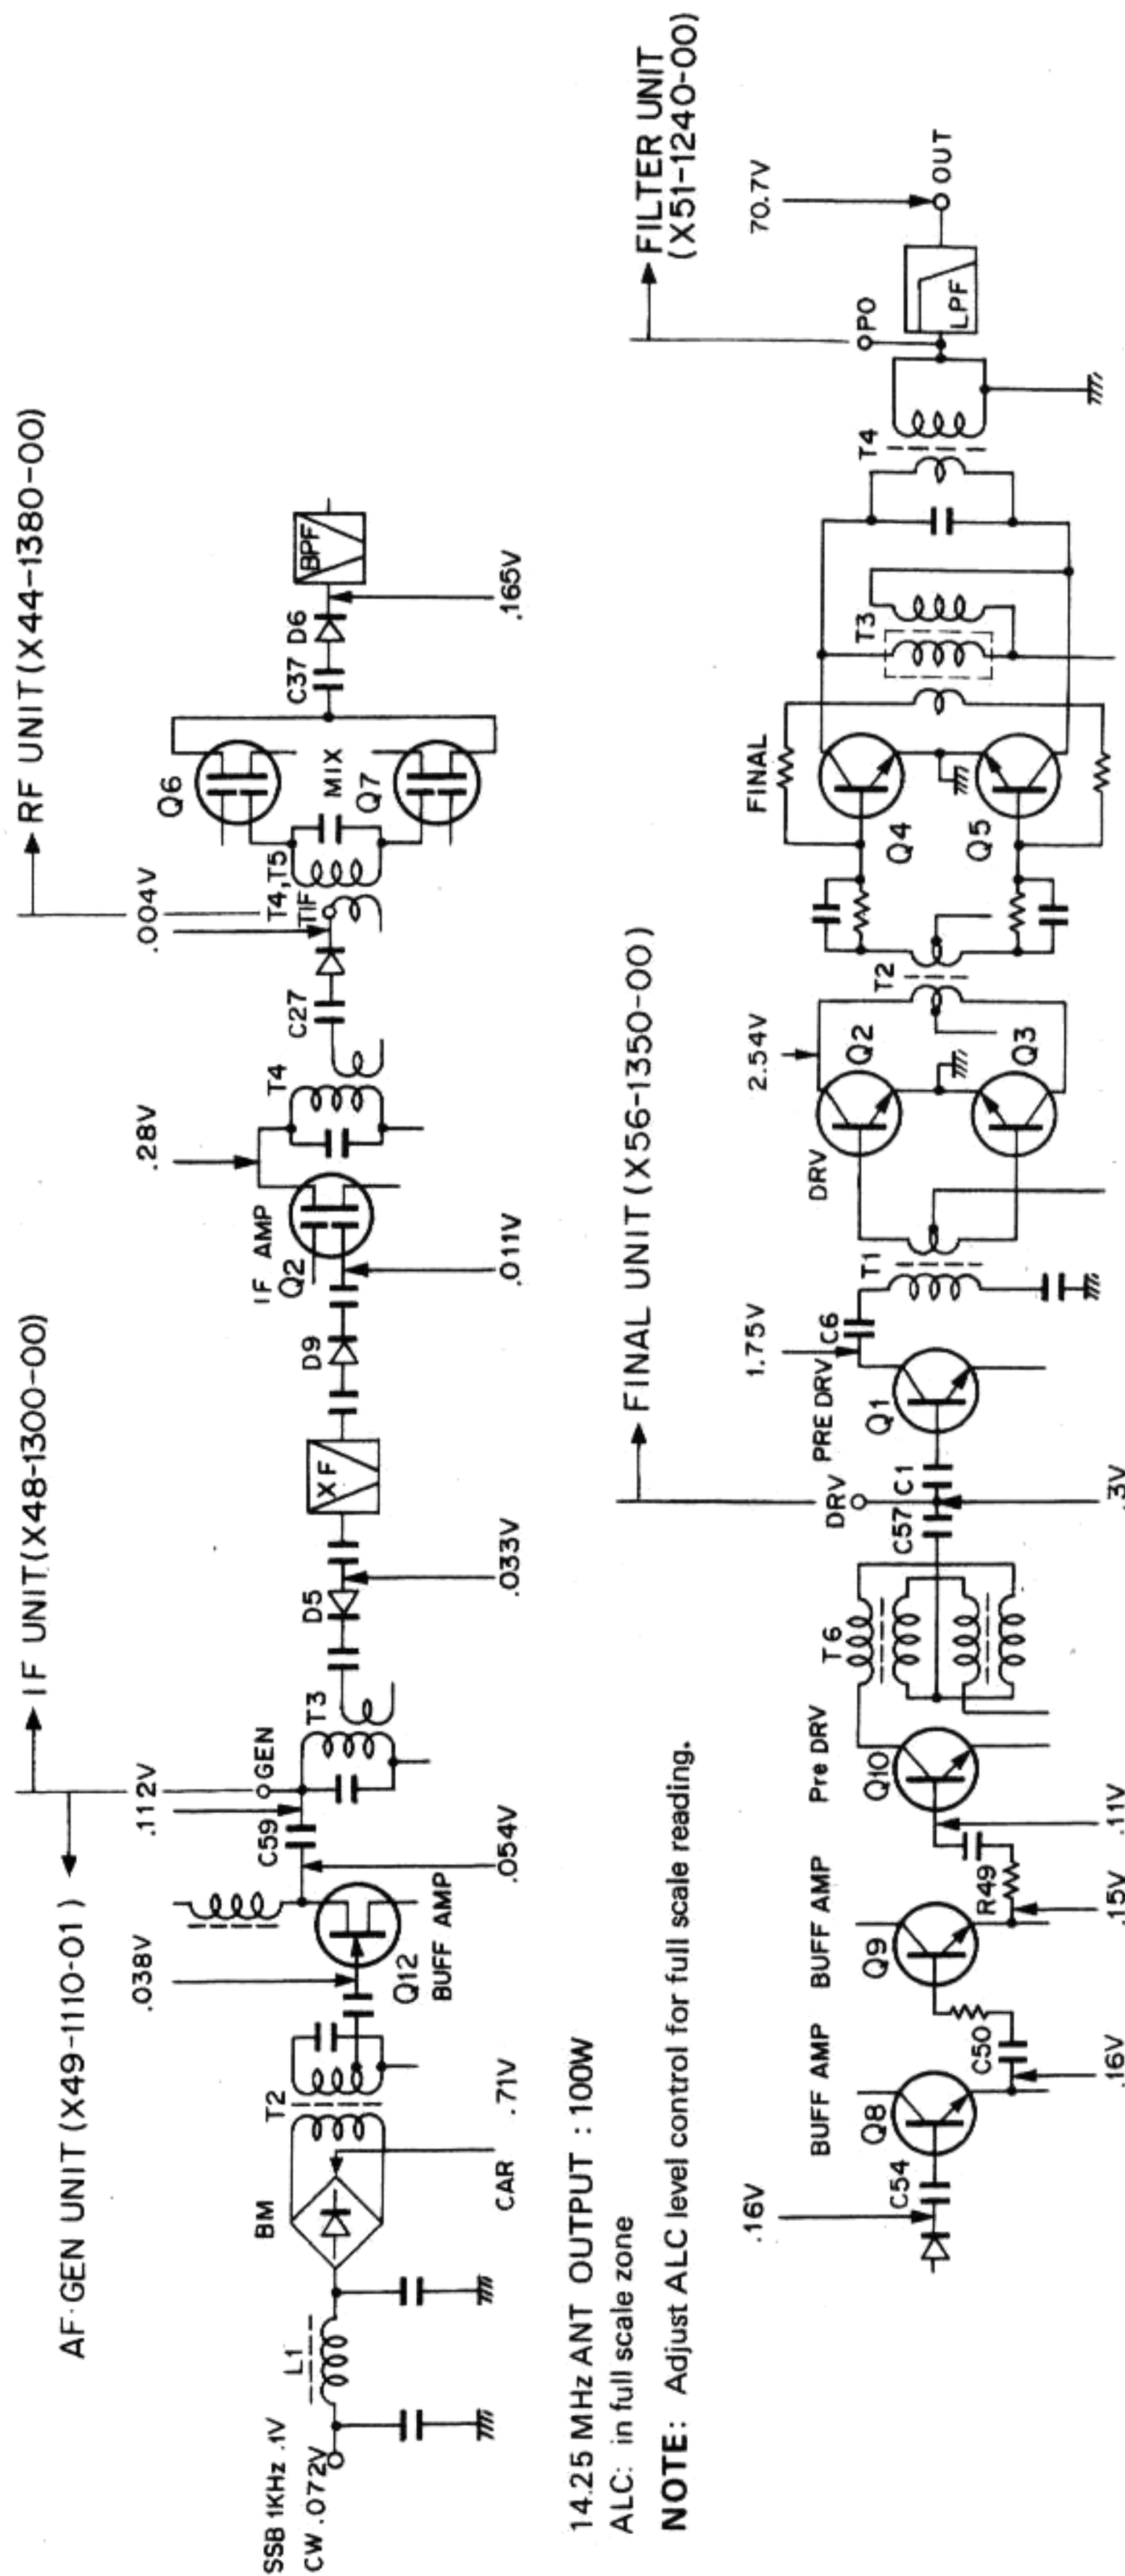 AF·GEN UNIT (X49-1110-01)
IF UNIT (X48-1300-00)
RF UNIT (X44-1380-00)
.038V
.112V
.28V
.004V
SSB 1KHz .1V
CW .072V
L1
BM
T2
CAR
.71V
Q12
BUFF AMP
C59
GEN
.054V
T3
D5
.033V
XF
D9
IF AMP
Q2
.011V
T4
C27
TIF
T4,T5
Q6
MIX
Q7
C37
D6
BPF
.165V
14.25 MHz ANT OUTPUT : 100W
ALC: in full scale zone
NOTE: Adjust ALC level control for full scale reading.
FINAL UNIT (X56-1350-00)
FILTER UNIT
(X51-1240-00)
.16V
C54
BUFF AMP
Q8
C50
.16V
BUFF AMP
Q9
R49
.15V
.11V
Pre DRV
Q10
T6
C57
DRV
C1
.3V
PRE DRV
Q1
1.75V
C6
T1
DRV
Q2
Q3
2.54V
T2
FINAL
Q4
Q5
T3
T4
PO
LPF
70.7V
OUT